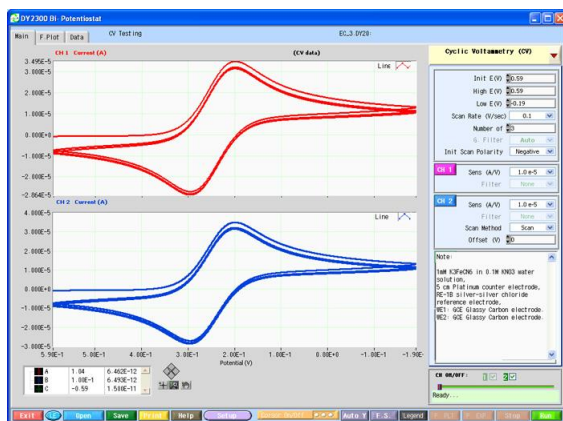 DY2300 Bi- Potentiostat
Main
F.Plot
Data
CV Testing
EC_3.DY20:
CH 1 Current (A)
(CV data)
Line
3.495E-5
3.000E-5
2.000E-5
1.000E-5
0.000E+0
-1.000E-5
-2.000E-5
-2.864E-5
CH 2 Current (A)
Line
4.000E-5
3.000E-5
2.000E-5
1.000E-5
0.000E+0
-1.000E-5
-2.000E-5
-3.000E-5
5.90E-1
4.00E-1
3.00E-1
2.00E-1
1.00E-1
0.00E+0
-1.00E-1
-1.90E-1
Potential (V)
A 1.04 6.462E-12
B 1.00E-1 6.493E-12
C -0.59 1.580E-11
Cyclic Voltammetry (CV)
Init E(V) 0.59
High E(V) 0.59
Low E(V) -0.19
Scan Rate (V/sec) 0.1
Number of 3
Filter Auto
Init Scan Polarity Negative
CH 1
Sens (A/V) 1.0 e-5
Filter None
CH 2
Sens (A/V) 1.0 e-5
Filter None
Scan Method Scan
Offset (V) 0
Note:
1mM K3FeCN6 in 0.1M KNO3 water
solution,
5 cm Platinum counter electrode,
RE-1B silver-silver chloride
reference electrode,
WE1: GCE Glassy Carbon electrode.
WE2: GCE Glassy Carbon electrode.
CH ON/OFF: 1 2
Ready...
Exit
Open
Save
Print
Help
Setup
Cursor On/Off
Auto Y
F.S.
Legend
Stop
Run